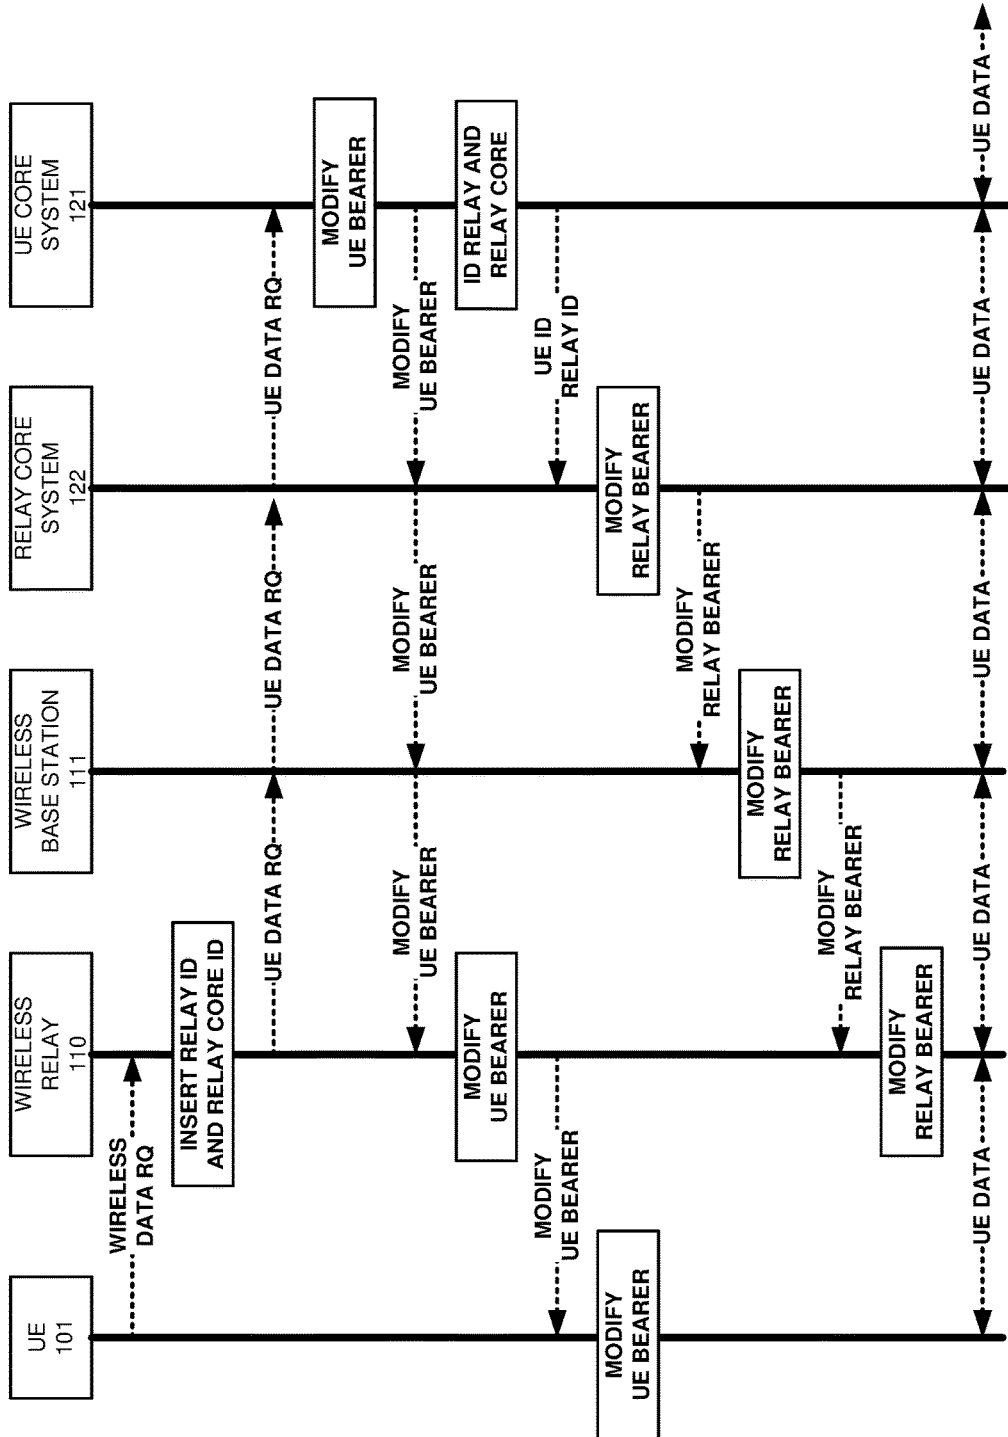 UE
101
WIRELESS
RELAY
110
WIRELESS
BASE STATION
111
RELAY CORE
SYSTEM
122
UE CORE
SYSTEM
121
WIRELESS
DATA RQ
INSERT RELAY ID
AND RELAY CORE ID
UE DATA RQ
UE DATA RQ
UE DATA RQ
MODIFY
UE BEARER
MODIFY
UE BEARER
MODIFY
UE BEARER
MODIFY
UE BEARER
MODIFY
UE BEARER
ID RELAY AND
RELAY CORE
MODIFY
UE BEARER
UE ID
RELAY ID
MODIFY
UE BEARER
MODIFY
RELAY BEARER
MODIFY
RELAY BEARER
MODIFY
RELAY BEARER
MODIFY
RELAY BEARER
MODIFY
RELAY BEARER
UE DATA
UE DATA
UE DATA
UE DATA
UE DATA